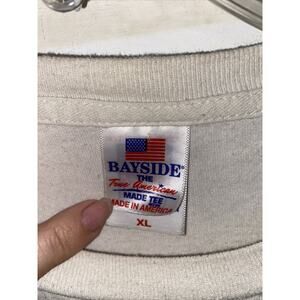 BAYSIDE®
THE
True American
MADE TEE
MADE IN AMERICA
XL